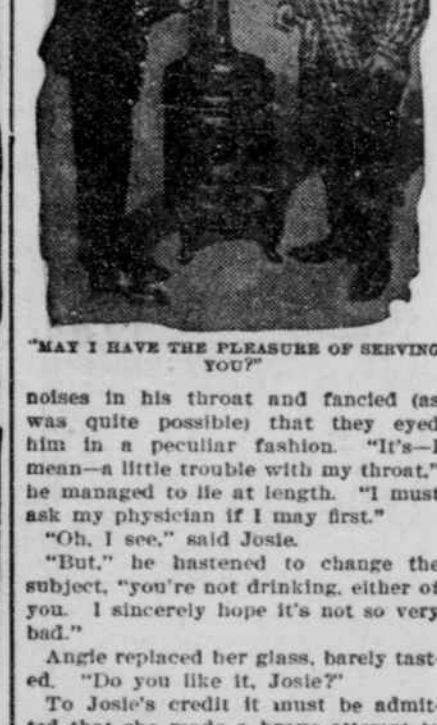 "MAY I HAVE THE PLEASURE OF SERVING
YOU?"
noises in his throat and fancied (as
was quite possible) that they eyed
him in a peculiar fashion. "It's—I
mean—a little trouble with my throat,"
he managed to lie at length. "I must
ask my physician if I may first."
"Oh, I see," said Josie.
"But," he hastened to change the
subject, "you're not drinking, either of
you. I sincerely hope it's not so very
bad."
Angie replaced her glass, barely tast-
ed. "Do you like it, Josie?"
To Josie's credit it must be admit-
ted that she made a